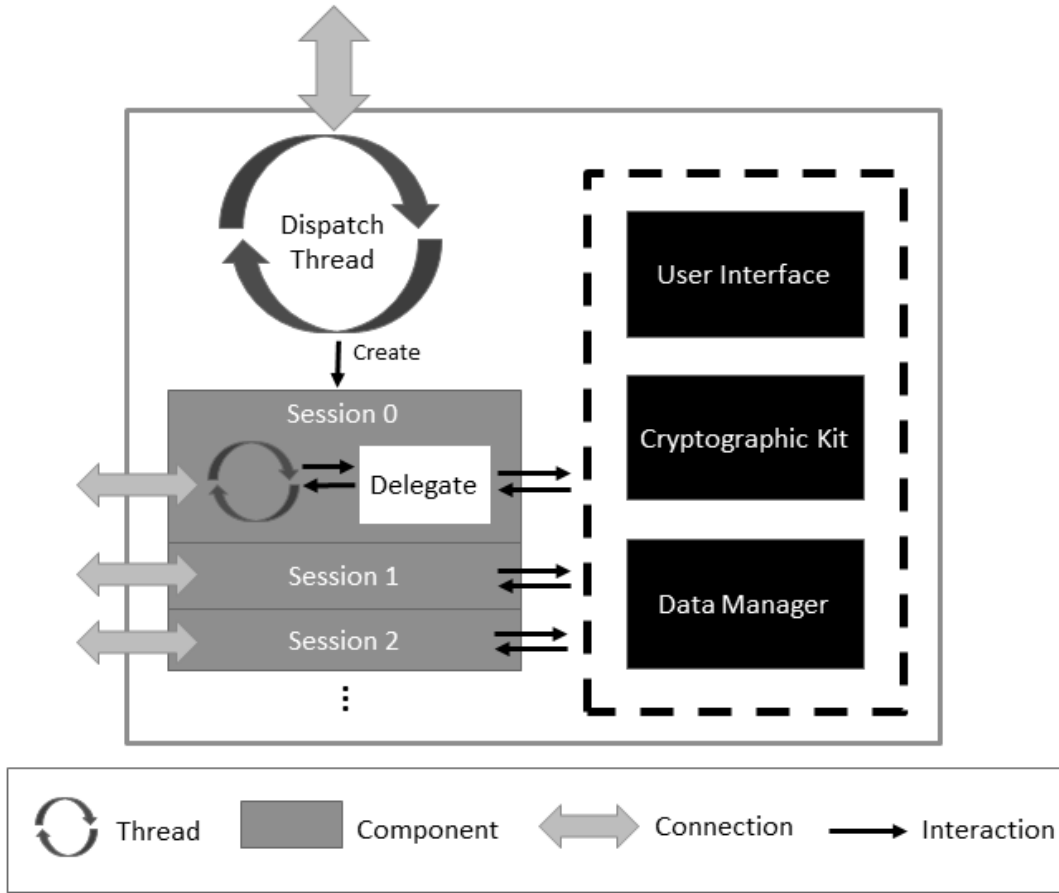 Dispatch
Thread
Create
Session 0
Delegate
Session 1
Session 2
⋮
User Interface
Cryptographic Kit
Data Manager
Thread
Component
Connection
Interaction